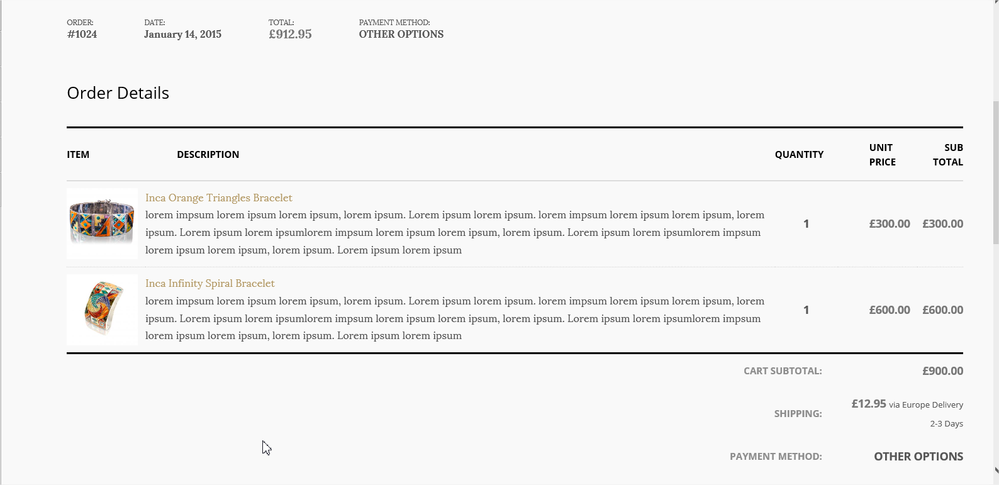 ORDER:
#1024
DATE:
January 14, 2015
TOTAL:
£912.95
PAYMENT METHOD:
OTHER OPTIONS
Order Details
ITEM
DESCRIPTION
QUANTITY
UNIT
PRICE
SUB
TOTAL
Inca Orange Triangles Bracelet
lorem impsum lorem ipsum lorem ipsum, lorem ipsum. Lorem ipsum lorem ipsum. lorem impsum lorem ipsum lorem ipsum, lorem
ipsum. Lorem ipsum lorem ipsumlorem impsum lorem ipsum lorem ipsum, lorem ipsum. Lorem ipsum lorem ipsumlorem impsum
lorem ipsum lorem ipsum, lorem ipsum. Lorem ipsum lorem ipsum
1
£300.00
£300.00
Inca Infinity Spiral Bracelet
lorem impsum lorem ipsum lorem ipsum, lorem ipsum. Lorem ipsum lorem ipsum. lorem impsum lorem ipsum lorem ipsum, lorem
ipsum. Lorem ipsum lorem ipsumlorem impsum lorem ipsum lorem ipsum, lorem ipsum. Lorem ipsum lorem ipsumlorem impsum
lorem ipsum lorem ipsum, lorem ipsum. Lorem ipsum lorem ipsum
1
£600.00
£600.00
CART SUBTOTAL:
£900.00
SHIPPING:
£12.95 via Europe Delivery
2-3 Days
PAYMENT METHOD:
OTHER OPTIONS